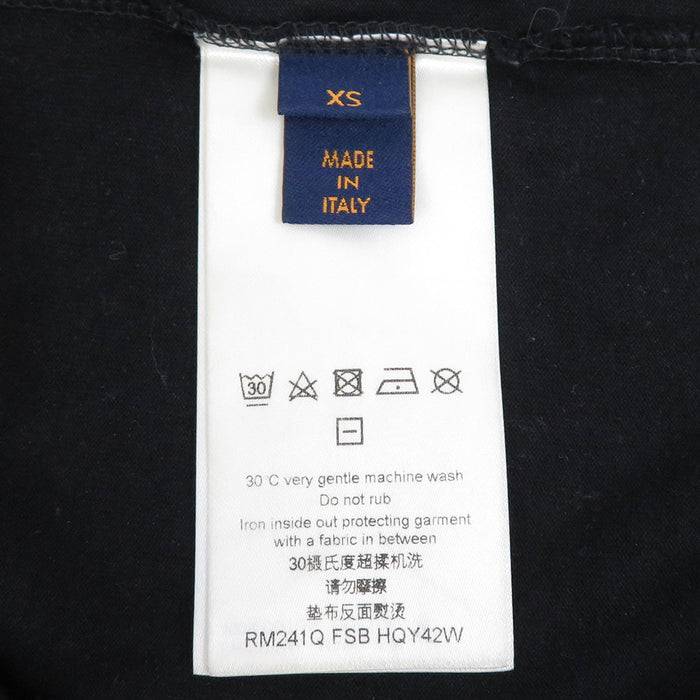 XS
MADE
IN
ITALY
30
30°C very gentle machine wash
Do not rub
Iron inside out protecting garment
with a fabric in between
30摄氏度超揉机洗
请勿摩擦
垫布反面熨烫
RM241Q FSB HQY42W